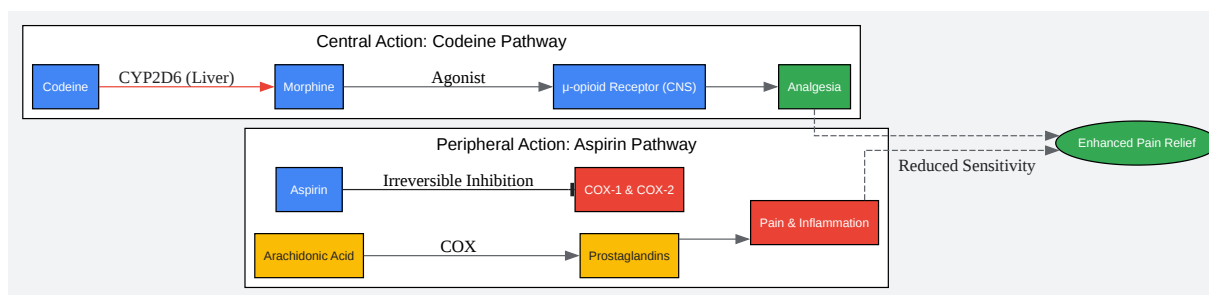 Central Action: Codeine Pathway
Codeine
CYP2D6 (Liver)
Morphine
Agonist
μ-opioid Receptor (CNS)
Analgesia
Peripheral Action: Aspirin Pathway
Enhanced Pain Relief
Reduced Sensitivity
Aspirin
Irreversible Inhibition
COX-1 & COX-2
Pain & Inflammation
Arachidonic Acid
COX
Prostaglandins